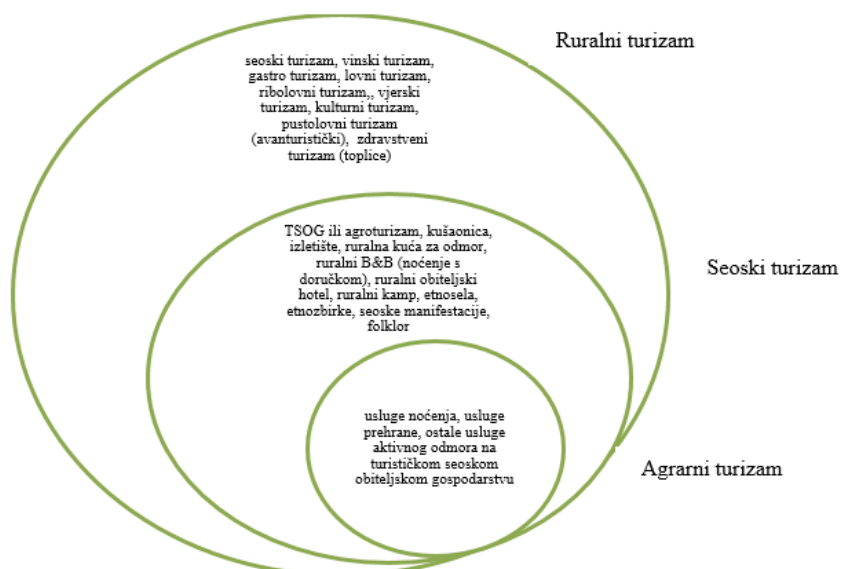 Ruralni turizam
seoski turizam, vinski turizam,
gastro turizam, lovni turizam,
ribolovni turizam,, vjerski
turizam, kulturni turizam,
pustolovni turizam
(avanturistički), zdravstveni
turizam (toplice)
Seoski turizam
TSOG ili agroturizam, kušaonica,
izletište, ruralna kuća za odmor,
ruralni B&B (noćenje s
doručkom), ruralni obiteljski
hotel, ruralni kamp, etnosela,
etnozbirke, seoske manifestacije,
folklor
Agrarni turizam
usluge noćenja, usluge
prehrane, ostale usluge
aktivnog odmora na
turističkom seoskom
obiteljskom gospodarstvu